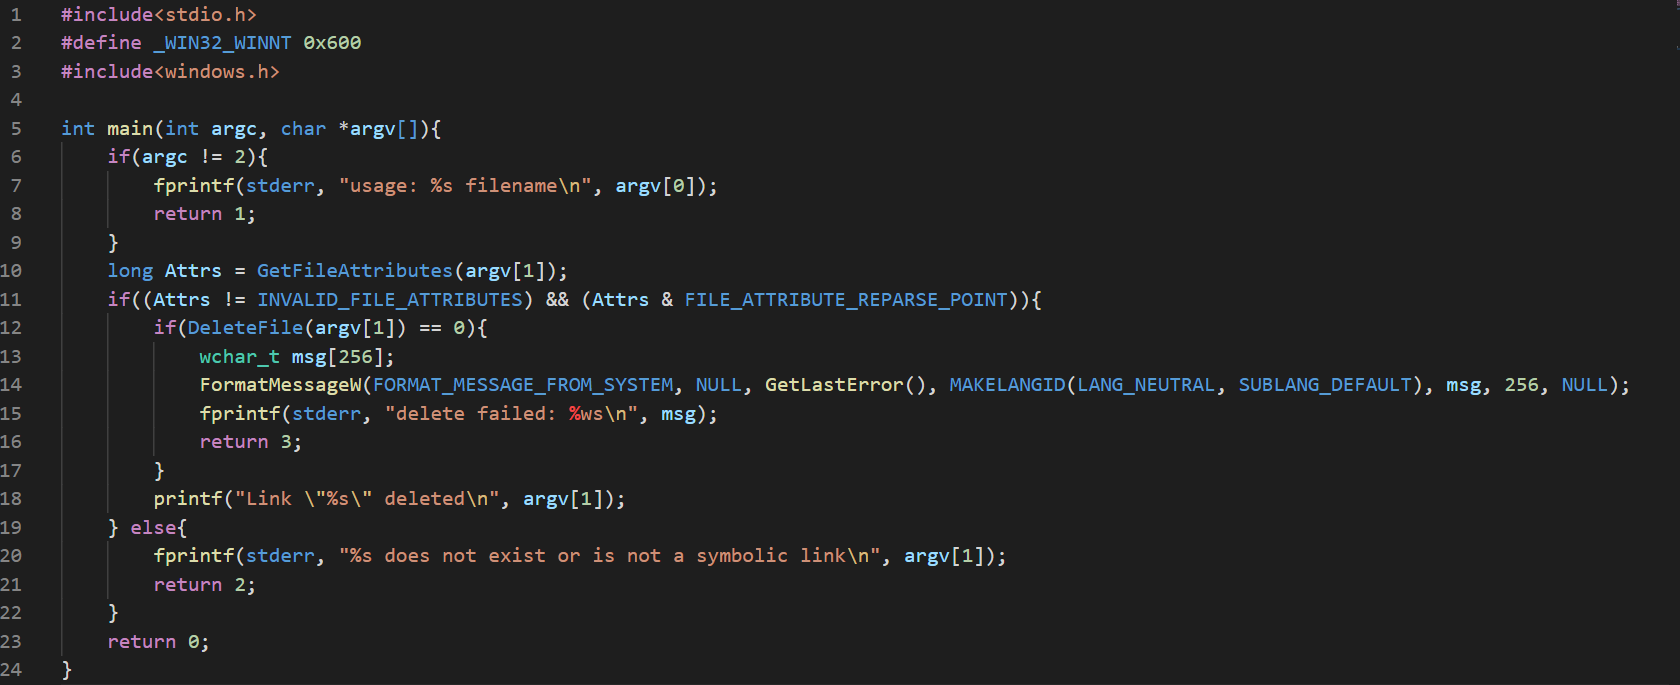 1 #include<stdio.h>
2 #define _WIN32_WINNT 0x600
3 #include<windows.h>
4
5 int main(int argc, char *argv[]){
6     if(argc != 2){
7         fprintf(stderr, "usage: %s filename\n", argv[0]);
8         return 1;
9     }
10     long Attrs = GetFileAttributes(argv[1]);
11     if((Attrs != INVALID_FILE_ATTRIBUTES) && (Attrs & FILE_ATTRIBUTE_REPARSE_POINT)){
12         if(DeleteFile(argv[1]) == 0){
13             wchar_t msg[256];
14             FormatMessageW(FORMAT_MESSAGE_FROM_SYSTEM, NULL, GetLastError(), MAKELANGID(LANG_NEUTRAL, SUBLANG_DEFAULT), msg, 256, NULL);
15             fprintf(stderr, "delete failed: %ws\n", msg);
16             return 3;
17         }
18         printf("Link \"%s\" deleted\n", argv[1]);
19     } else{
20         fprintf(stderr, "%s does not exist or is not a symbolic link\n", argv[1]);
21         return 2;
22     }
23     return 0;
24 }